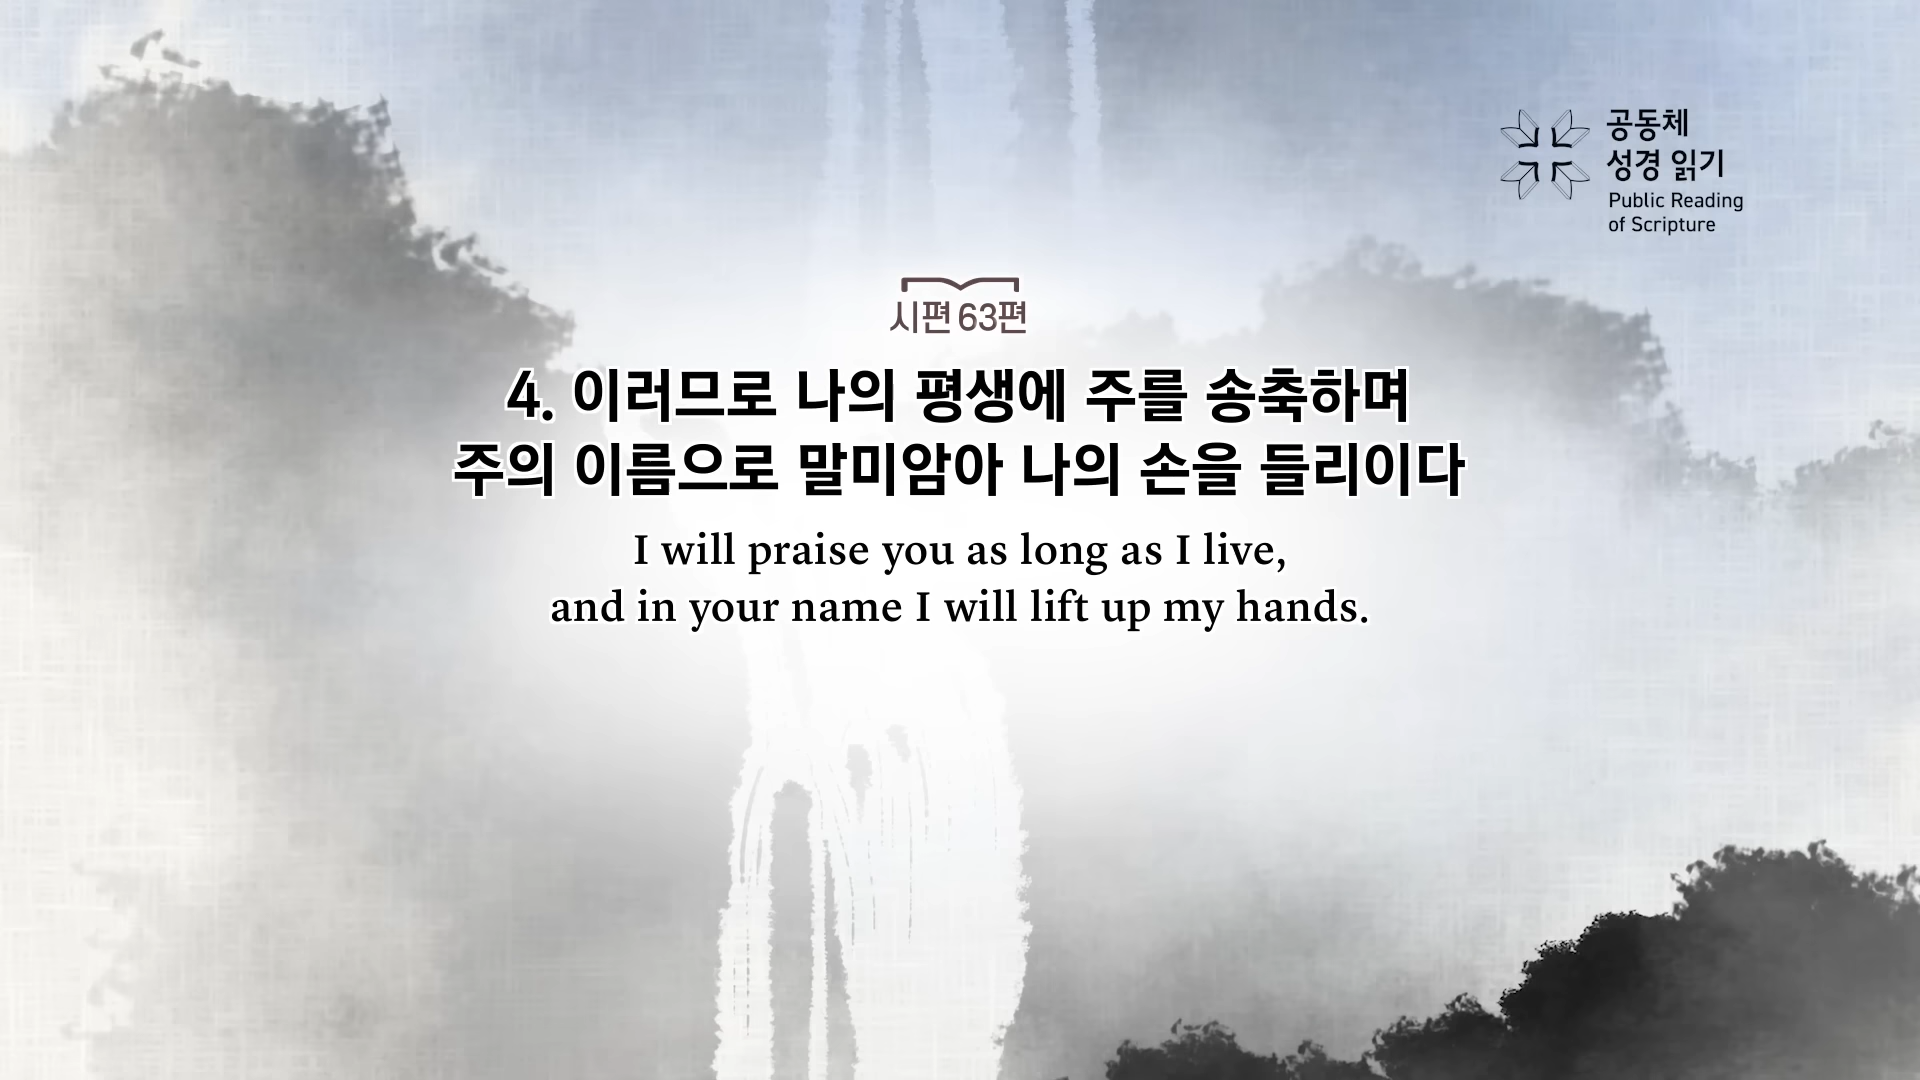 공동체
성경 읽기
Public Reading
of Scripture
시편 63편
4. 이러므로 나의 평생에 주를 송축하며
주의 이름으로 말미암아 나의 손을 들리이다
I will praise you as long as I live,
and in your name I will lift up my hands.